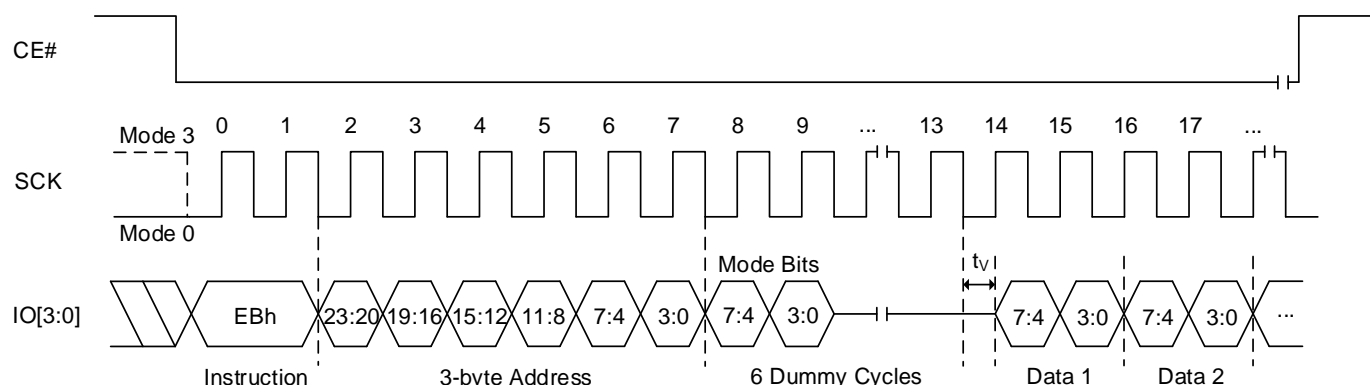 CE#
0 1 2 3 4 5 6 7 8 9 ... 13 14 15 16 17 ...
Mode 3
SCK
Mode 0
Mode Bits
tV
IO[3:0] EBh 23:20 19:16 15:12 11:8 7:4 3:0 7:4 3:0 7:4 3:0 7:4 3:0 ...
Instruction 3-byte Address 6 Dummy Cycles Data 1 Data 2